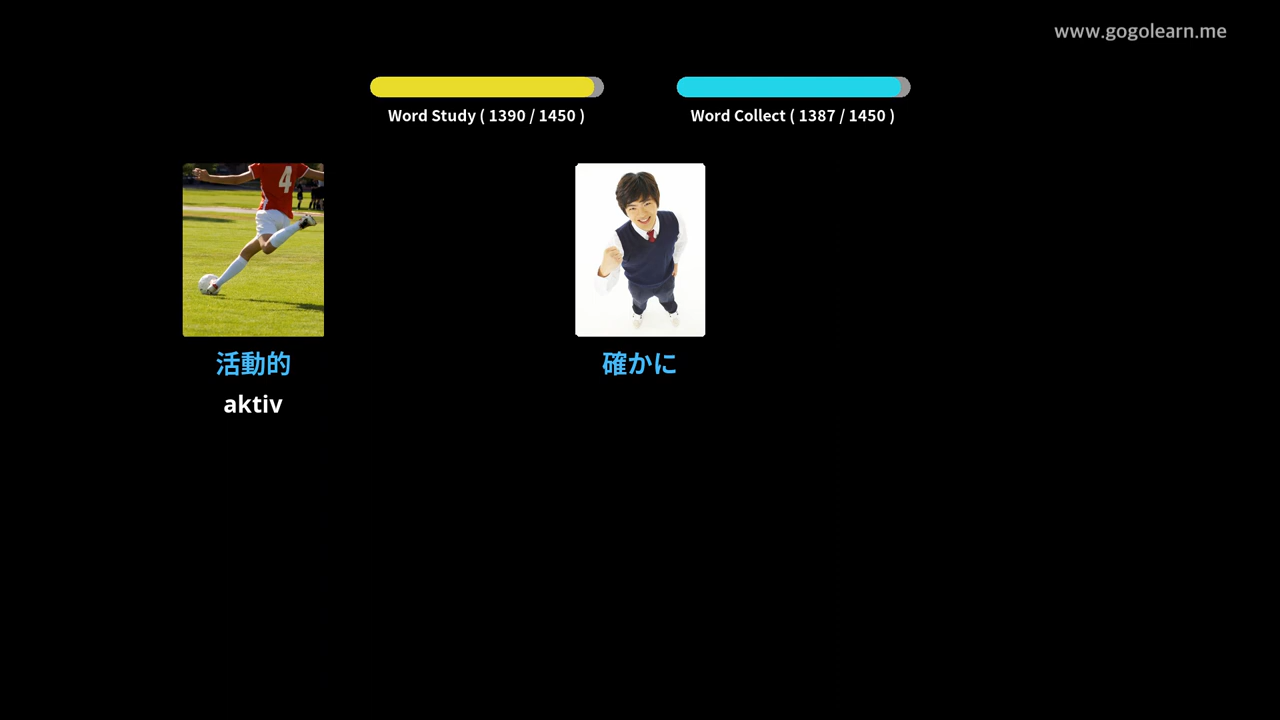 www.gogolearn.me
Word Study ( 1390 / 1450 )
Word Collect ( 1387 / 1450 )
4
活動的
確かに
aktiv